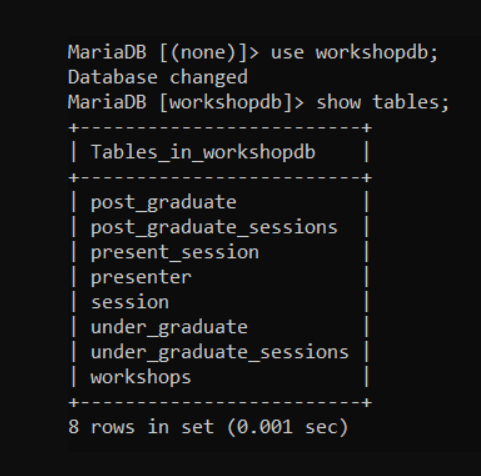 MariaDB [(none)]> use workshopdb;
Database changed
MariaDB [workshopdb]> show tables;
+-------------------------+
| Tables_in_workshopdb    |
+-------------------------+
| post_graduate           |
| post_graduate_sessions  |
| present_session         |
| presenter               |
| session                 |
| under_graduate          |
| under_graduate_sessions |
| workshops               |
+-------------------------+
8 rows in set (0.001 sec)